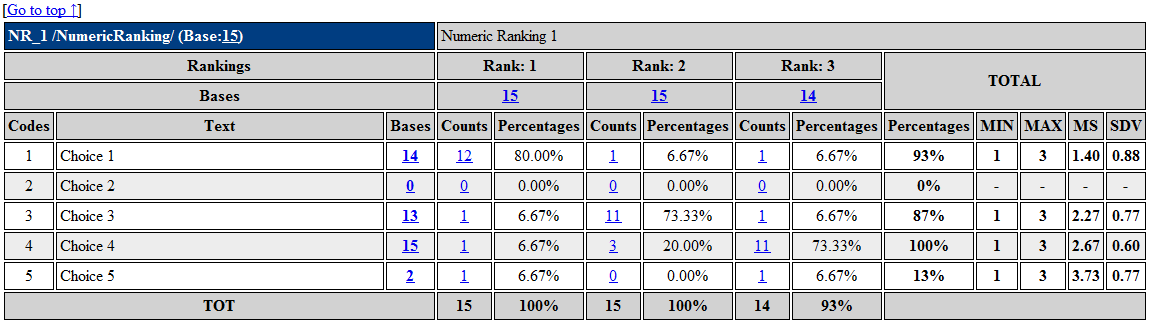 [Go to top ↑]
NR_1 /NumericRanking/ (Base:15) Numeric Ranking 1
Rankings Rank: 1 Rank: 2 Rank: 3 TOTAL
Bases 15 15 14
Codes Text Bases Counts Percentages Counts Percentages Counts Percentages Percentages MIN MAX MS SDV
1 Choice 1 14 12 80.00% 1 6.67% 1 6.67% 93% 1 3 1.40 0.88
2 Choice 2 0 0 0.00% 0 0.00% 0 0.00% 0% - - - -
3 Choice 3 13 1 6.67% 11 73.33% 1 6.67% 87% 1 3 2.27 0.77
4 Choice 4 15 1 6.67% 3 20.00% 11 73.33% 100% 1 3 2.67 0.60
5 Choice 5 2 1 6.67% 0 0.00% 1 6.67% 13% 1 3 3.73 0.77
TOT 15 100% 15 100% 14 93%